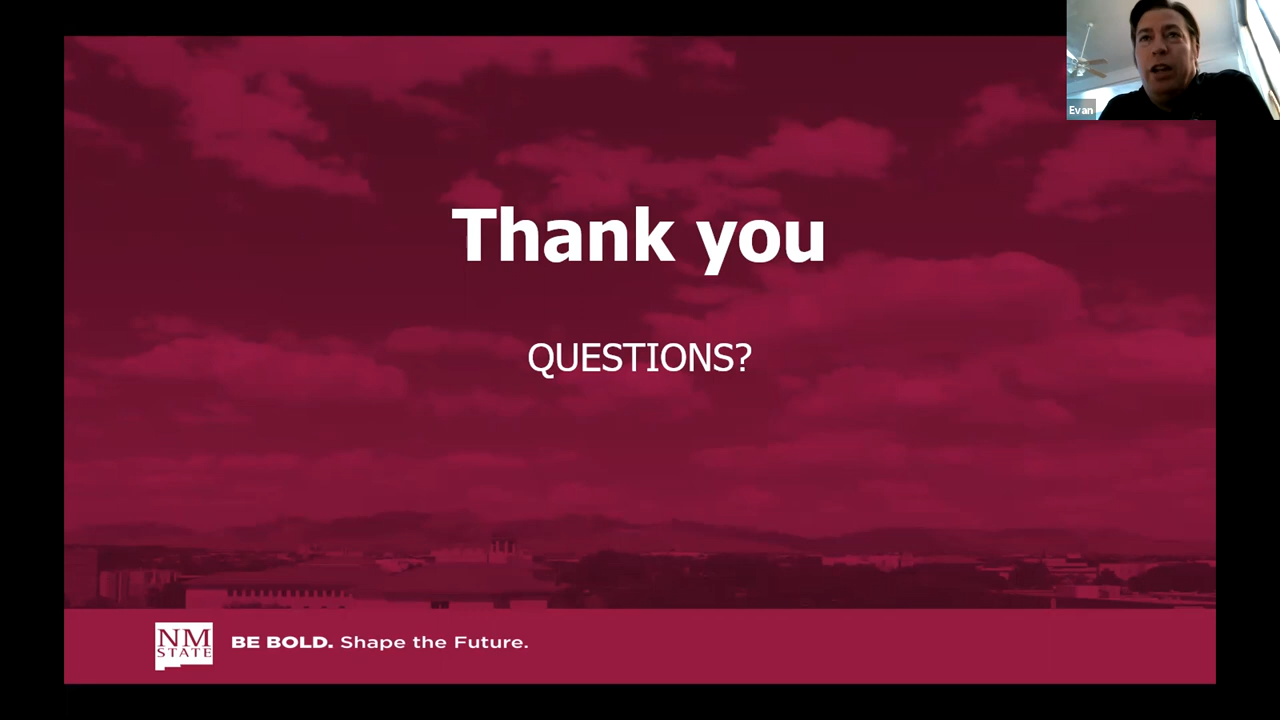 Evan
Thank you
QUESTIONS?
NM
STATE
BE BOLD. Shape the Future.